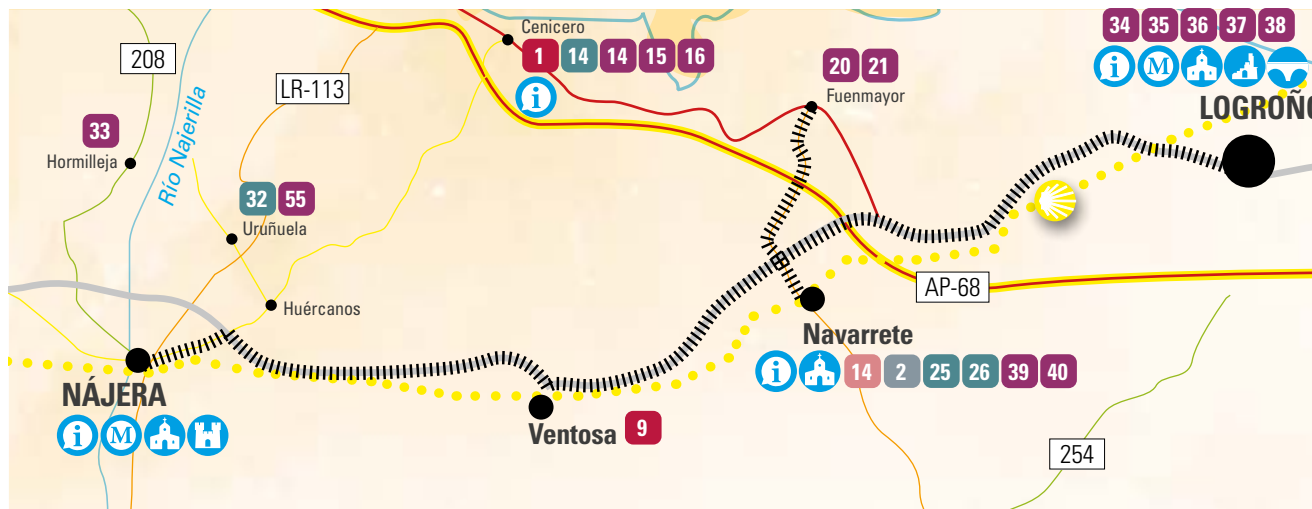 34 35 36 37 38
i M
LOGROÑO
Cenicero
1 14 14 15 16
i
20 21
Fuenmayor
208
LR-113
Río Najerilla
33
Hormilleja
32 55
Uruñuela
Huércanos
AP-68
Navarrete
i 14 2 25 26 39 40
NÁJERA
i M
Ventosa 9
254